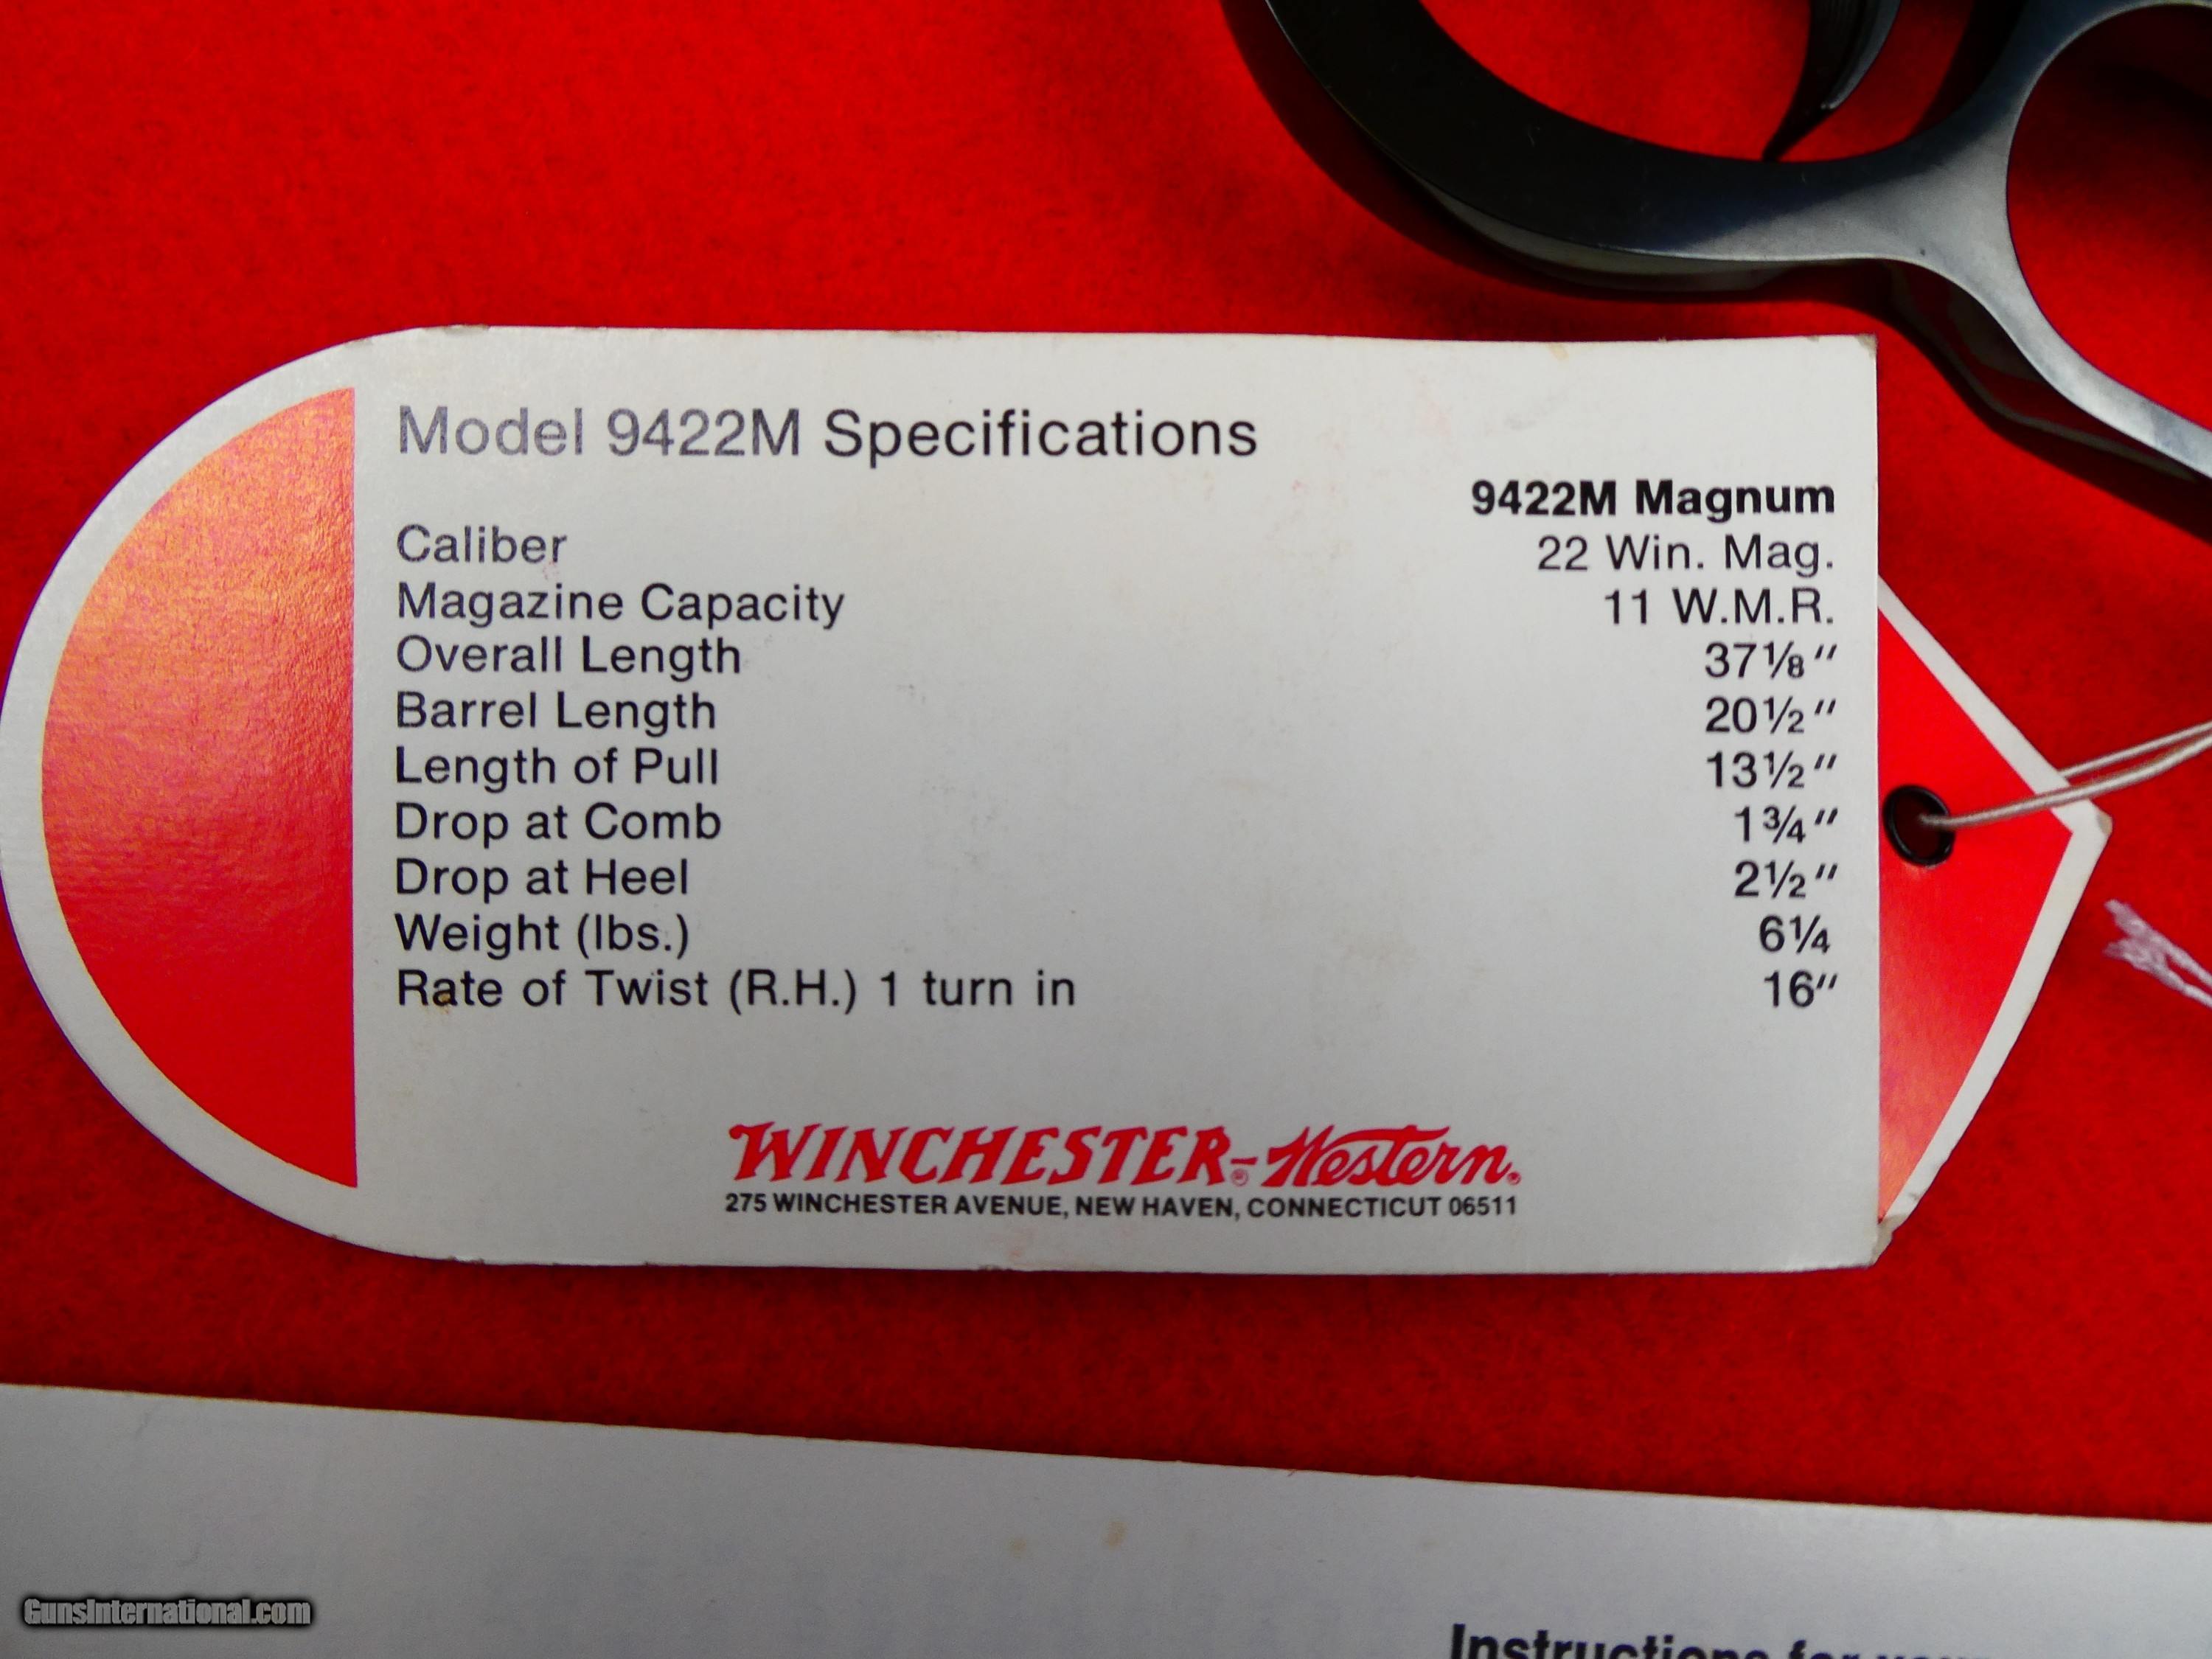 Model 9422M Specifications
9422M Magnum
Caliber 22 Win. Mag.
Magazine Capacity 11 W.M.R.
Overall Length 37⅛"
Barrel Length 20½"
Length of Pull 13½"
Drop at Comb 1¾"
Drop at Heel 2½"
Weight (lbs.) 6¼
Rate of Twist (R.H.) 1 turn in 16"
WINCHESTER®-Western.
275 WINCHESTER AVENUE, NEW HAVEN, CONNECTICUT 06511
GunsInternational.com
Instructions for your